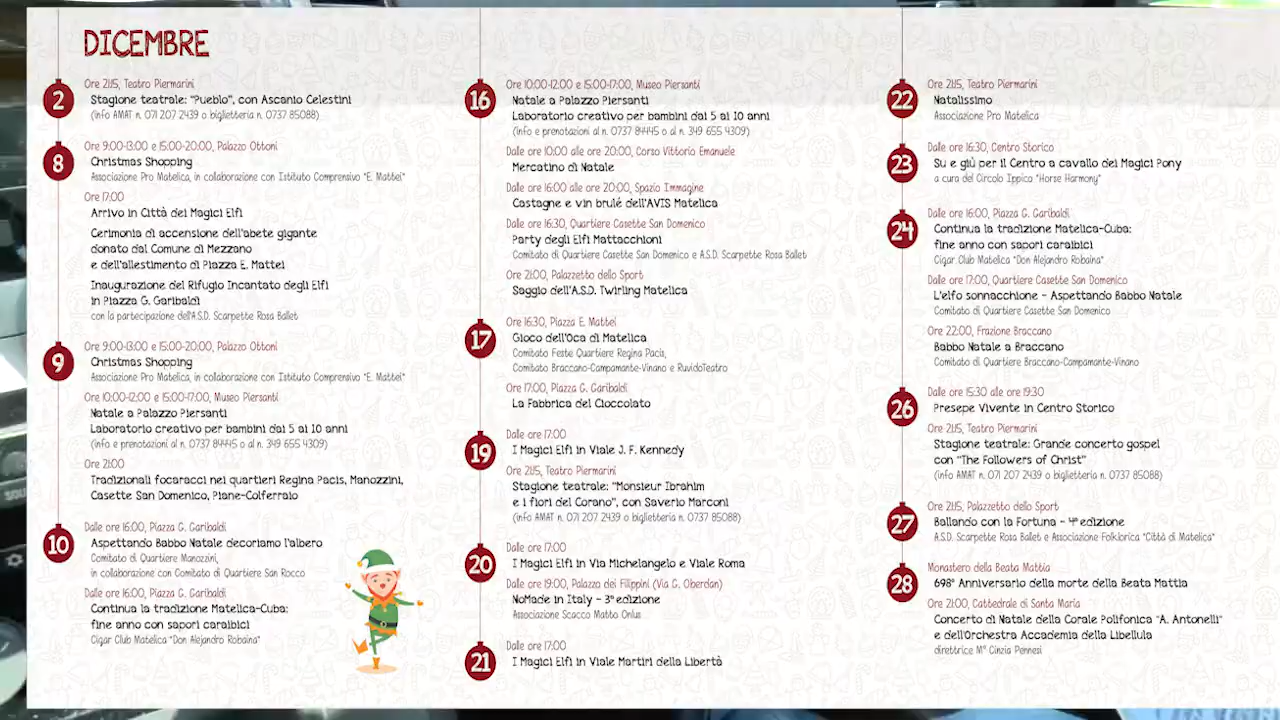 DICEMBRE
2
Ore 21:15, Teatro Piermarini
Stagione teatrale: "Pueblo", con Ascanio Celestini
(info AMAT n. 071 207 2439 o biglietteria n. 0737 85088)
8
Ore 9:00-13:00 e 15:00-20:00, Palazzo Ottoni
Christmas Shopping
Associazione Pro Matelica, in collaborazione con Istituto Comprensivo "E. Mattei"
Ore 17:00
Arrivo in Città dei Magici Elfi
Cerimonia di accensione dell'abete gigante
donato dal Comune di Mezzano
e dell'allestimento di Piazza E. Mattei
Inaugurazione del Rifugio Incantato degli Elfi
in Piazza G. Garibaldi
con la partecipazione dell'A.S.D. Scarpette Rosa Ballet
9
Ore 9:00-13:00 e 15:00-20:00, Palazzo Ottoni
Christmas Shopping
Associazione Pro Matelica, in collaborazione con Istituto Comprensivo "E. Mattei"
Ore 10:00-12:00 e 15:00-17:00, Museo Piersanti
Natale a Palazzo Piersanti
Laboratorio creativo per bambini dai 5 ai 10 anni
(info e prenotazioni al n. 0737 84445 o al n. 349 655 4309)
Ore 21:00
Tradizionali focaracci nei quartieri Regina Pacis, Manozzini,
Casette San Domenico, Piane-Colferraio
10
Dalle ore 16:00, Piazza G. Garibaldi
Aspettando Babbo Natale decoriamo l'albero
Comitato di Quartiere Manozzini,
in collaborazione con Comitato di Quartiere San Rocco
Dalle ore 16:00, Piazza G. Garibaldi
Continua la tradizione Matelica-Cuba:
fine anno con sapori caraibici
Cigar Club Matelica "Don Alejandro Robaina"
16
Ore 10:00-12:00 e 15:00-17:00, Museo Piersanti
Natale a Palazzo Piersanti
Laboratorio creativo per bambini dai 5 ai 10 anni
(info e prenotazioni al n. 0737 84445 o al n. 349 655 4309)
Dalle ore 10:00 alle ore 20:00, Corso Vittorio Emanuele
Mercatino di Natale
Dalle ore 16:00 alle ore 20:00, Spazio Immagine
Castagne e vin brulé dell'AVIS Matelica
Dalle ore 16:30, Quartiere Casette San Domenico
Party degli Elfi Mattacchioni
Comitato di Quartiere Casette San Domenico e A.S.D. Scarpette Rosa Ballet
Ore 21:00, Palazzetto dello Sport
Saggio dell'A.S.D. Twirling Matelica
17
Ore 16:30, Piazza E. Mattei
Gioco dell'Oca di Matelica
Comitato Feste Quartiere Regina Pacis,
Comitato Braccano-Campamante-Vinano e RuvidoTeatro
Ore 17:00, Piazza G. Garibaldi
La Fabbrica del Cioccolato
19
Dalle ore 17:00
I Magici Elfi in Viale J. F. Kennedy
Ore 21:15, Teatro Piermarini
Stagione teatrale: "Monsieur Ibrahim
e i fiori del Corano", con Saverio Marconi
(info AMAT n. 071 207 2439 o biglietteria n. 0737 85088)
20
Dalle ore 17:00
I Magici Elfi in Via Michelangelo e Viale Roma
Dalle ore 19:00, Palazzo dei Filippini (Via G. Oberdan)
NoMade in Italy - 3ª edizione
Associazione Scacco Matto Onlus
21
Dalle ore 17:00
I Magici Elfi in Viale Martiri della Libertà
22
Ore 21:15, Teatro Piermarini
Natalissimo
Associazione Pro Matelica
23
Dalle ore 16:30, Centro Storico
Su e giù per il Centro a cavallo dei Magici Pony
a cura del Circolo Ippico "Horse Harmony"
24
Dalle ore 16:00, Piazza G. Garibaldi
Continua la tradizione Matelica-Cuba:
fine anno con sapori caraibici
Cigar Club Matelica "Don Alejandro Robaina"
Dalle ore 17:00, Quartiere Casette San Domenico
L'elfo sonnacchione - Aspettando Babbo Natale
Comitato di Quartiere Casette San Domenico
Ore 22:00, Frazione Braccano
Babbo Natale a Braccano
Comitato di Quartiere Braccano-Campamante-Vinano
26
Dalle ore 15:30 alle ore 19:30
Presepe Vivente in Centro Storico
Ore 21:15, Teatro Piermarini
Stagione teatrale: Grande concerto gospel
con "The Followers of Christ"
(info AMAT n. 071 207 2439 o biglietteria n. 0737 85088)
27
Ore 21:15, Palazzetto dello Sport
Ballando con la Fortuna - 4ª edizione
A.S.D. Scarpette Rosa Ballet e Associazione Folklorica "Città di Matelica"
28
Monastero della Beata Mattia
698° Anniversario della morte della Beata Mattia
Ore 21:00, Cattedrale di Santa Maria
Concerto di Natale della Corale Polifonica "A. Antonelli"
e dell'Orchestra Accademia della Libellula
direttrice M° Cinzia Pennesi